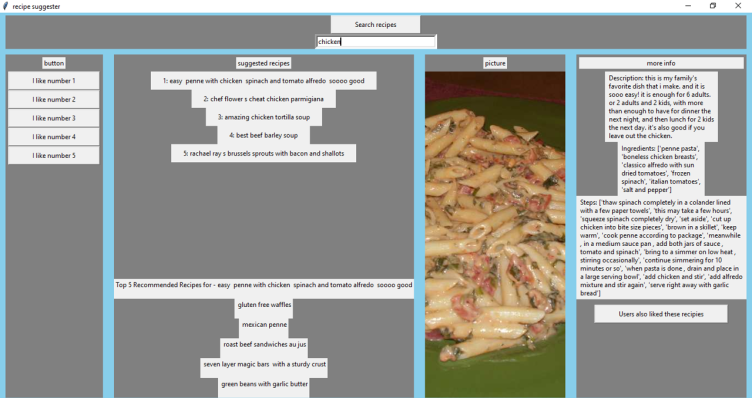 recipe suggester
Search recipes
chicken
button
I like number 1
I like number 2
I like number 3
I like number 4
I like number 5
suggested recipes
1: easy  penne with chicken  spinach and tomato alfredo  soooo good
2: chef flower s cheat chicken parmigiana
3: amazing chicken tortilla soup
4: best beef barley soup
5: rachael ray s brussels sprouts with bacon and shallots
Top 5 Recommended Recipes for - easy  penne with chicken  spinach and tomato alfredo  soooo good
gluten free waffles
mexican penne
roast beef sandwiches au jus
seven layer magic bars  with a sturdy crust
green beans with garlic butter
picture
more info
Description: this is my family's
favorite dish that i make. and it is
sooo easy! it is enough for 6 adults.
or 2 adults and 2 kids, with more
than enough to have for dinner the
next night, and then lunch for 2 kids
the next day. it's also good if you
leave out the chicken.
Ingredients: ['penne pasta',
'boneless chicken breasts',
'classico alfredo with sun
dried tomatoes', 'frozen
spinach', 'italian tomatoes',
'salt and pepper']
Steps: ['thaw spinach completely in a colander lined
with a few paper towels', 'this may take a few hours',
'squeeze spinach completely dry', 'set aside', 'cut up
chicken into bite size pieces', 'brown in a skillet', 'keep
warm', 'cook penne according to package', 'meanwhile
, in a medium sauce pan , add both jars of sauce ,
tomato and spinach', 'bring to a simmer on low heat ,
stirring occasionally', 'continue simmering for 10
minutes or so', 'when pasta is done , drain and place in
a large serving bowl', 'add chicken and stir', 'add alfredo
mixture and stir again', 'serve right away with garlic
bread']
Users also liked these recipies